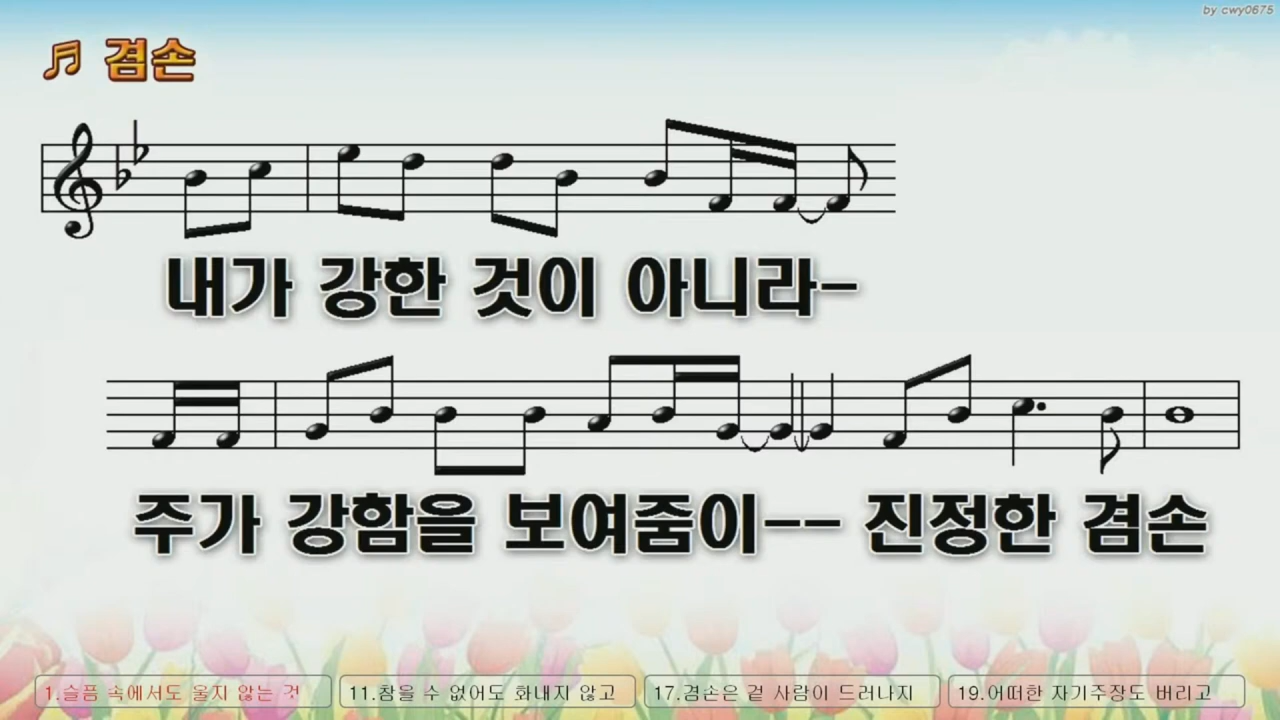 by cwy0675
겸손
내가 강한 것이 아니라-
주가 강함을 보여줌이-- 진정한 겸손
1.슬픔 속에서도 울지 않는 것
11.참을 수 없어도 화내지 않고
17.겸손은 겉 사람이 드러나지
19.어떠한 자기주장도 버리고